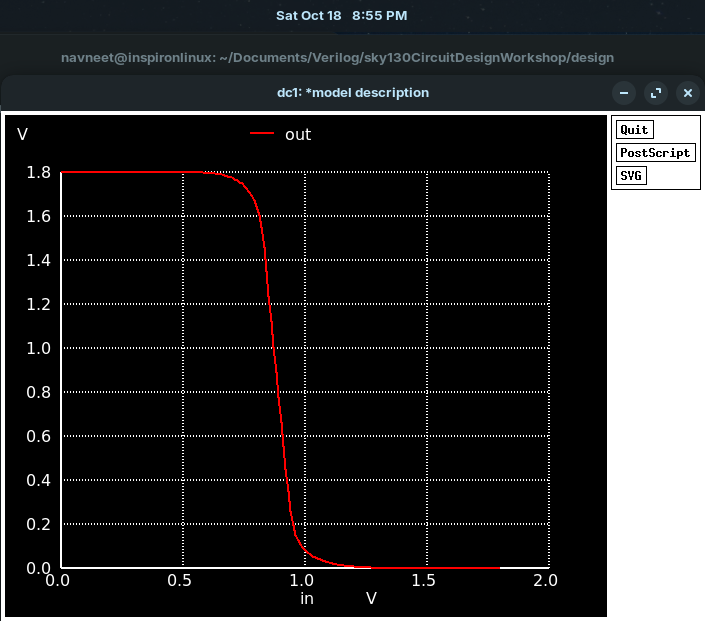 Sat Oct 18 8:55 PM
navneet@inspironlinux: ~/Documents/Verilog/sky130CircuitDesignWorkshop/design
dc1: *model description
V
out
Quit
PostScript
SVG
1.8
1.6
1.4
1.2
1.0
0.8
0.6
0.4
0.2
0.0
0.0 0.5 1.0 1.5 2.0
in V